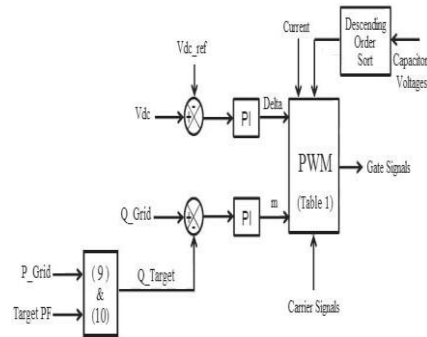 Vdc_ref
Current
Descending
Order
Sort
Capacitor
Voltages
Vdc
+
-
PI
Delta
PWM
(Table 1)
Gate Signals
Q_Grid
+
-
PI
m
P_Grid
Target PF
(9)
&
(10)
Q_Target
Carrier Signals